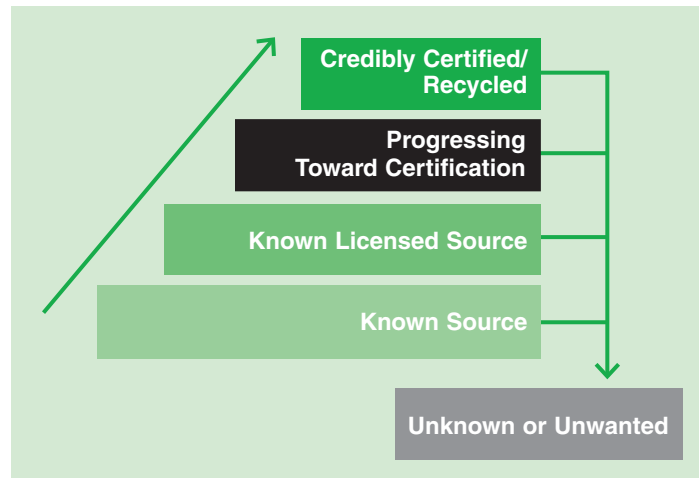 Credibly Certified/
Recycled
Progressing
Toward Certification
Known Licensed Source
Known Source
Unknown or Unwanted